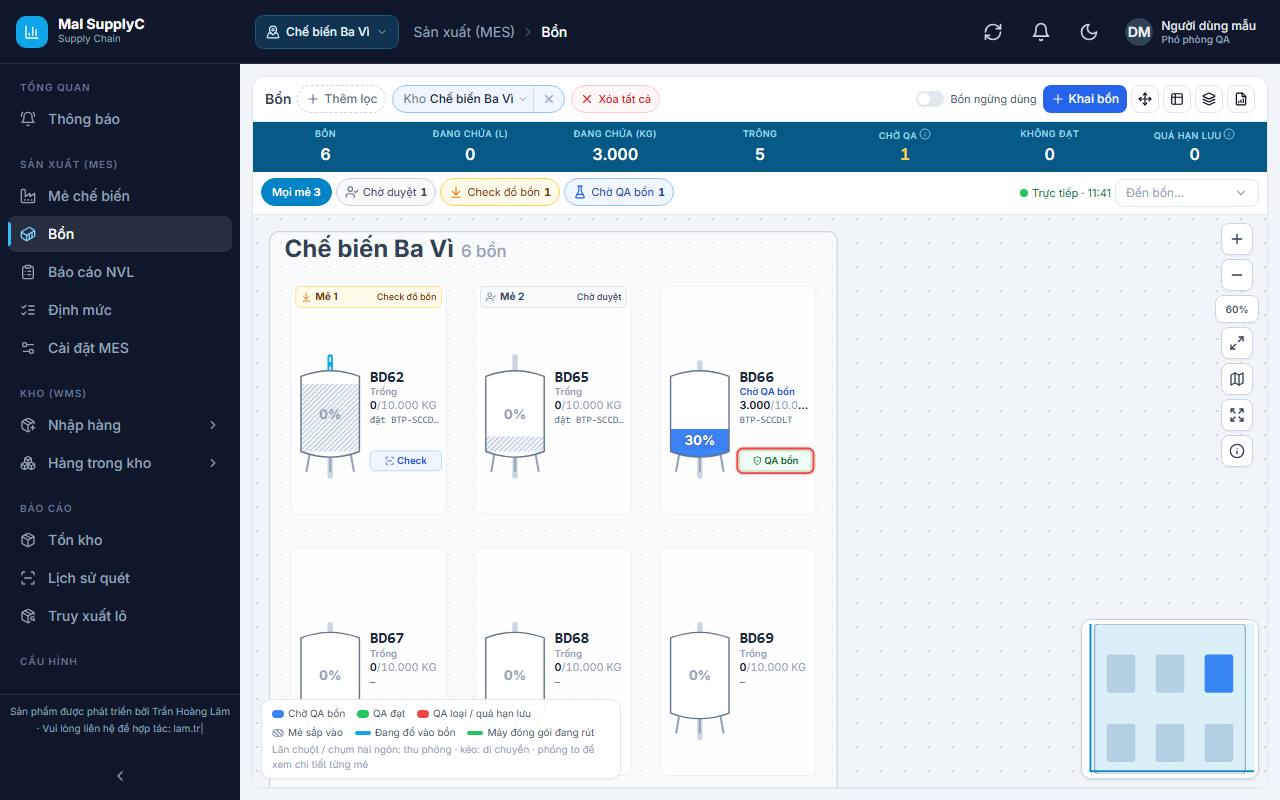 Mal SupplyC
Supply Chain
Chế biến Ba Vì
Sản xuất (MES)
Bồn
DM
Người dùng mẫu
Phó phòng QA
TỔNG QUAN
Thông báo
SẢN XUẤT (MES)
Mẻ chế biến
Bồn
Báo cáo NVL
Định mức
Cài đặt MES
KHO (WMS)
Nhập hàng
Hàng trong kho
BÁO CÁO
Tồn kho
Lịch sử quét
Truy xuất lô
CẤU HÌNH
Sản phẩm được phát triển bởi Trần Hoàng Lâm
· Vui lòng liên hệ để hợp tác: lam.tr|
Bồn
Thêm lọc
Kho Chế biến Ba Vì
Xóa tất cả
Bồn ngừng dùng
Khai bồn
BỒN
6
ĐANG CHỨA (L)
0
ĐANG CHỨA (KG)
3.000
TRỐNG
5
CHỜ QA
1
KHÔNG ĐẠT
0
QUÁ HẠN LƯU
0
Mọi mẻ 3
Chờ duyệt 1
Check đổ bồn 1
Chờ QA bồn 1
Trực tiếp · 11:41
Đến bồn...
Chế biến Ba Vì 6 bồn
Mẻ 1
Check đổ bồn
BD62
Trống
0/10.000 KG
đặt BTP-SCCD…
0%
Check
Mẻ 2
Chờ duyệt
BD65
Trống
0/10.000 KG
đặt BTP-SCCD…
0%
BD66
Chờ QA bồn
3.000/10.0...
BTP-SCCDLT
30%
QA bồn
BD67
Trống
0/10.000 KG
–
0%
BD68
Trống
0/10.000 KG
–
0%
BD69
Trống
0/10.000 KG
–
0%
60%
Chờ QA bồn
QA đạt
QA loại / quá hạn lưu
Mẻ sắp vào
Đang đổ vào bồn
Máy đóng gói đang rút
Lăn chuột / chụm hai ngón: thu phóng · kéo: di chuyển · phóng to để
xem chi tiết từng mẻ